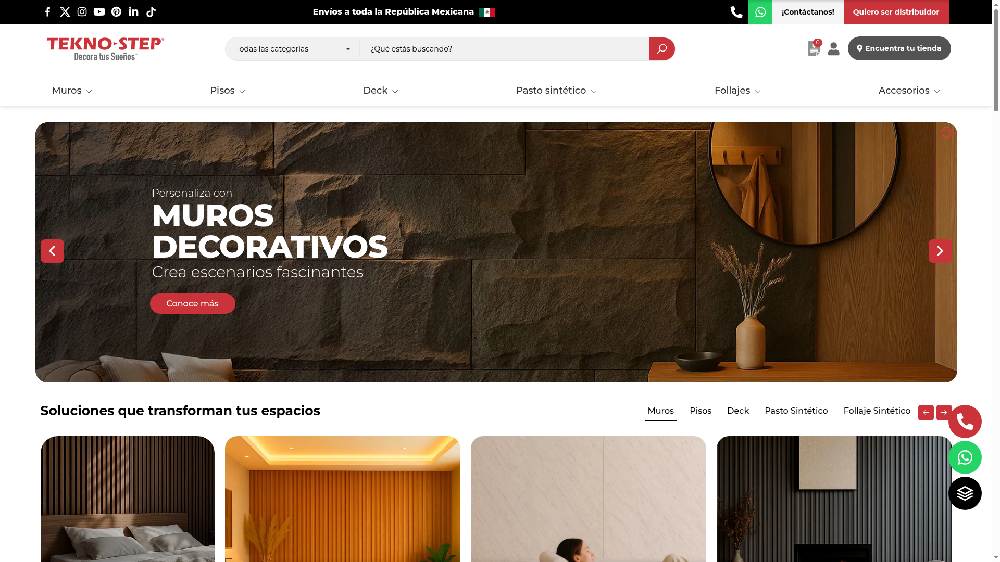 Envíos a toda la República Mexicana
¡Contáctanos!
Quiero ser distribuidor
TEKNO-STEP®
Decora tus Sueños
Todas las categorías
¿Qué estás buscando?
0
Encuentra tu tienda
Muros
Pisos
Deck
Pasto sintético
Follajes
Accesorios
Personaliza con
MUROS
DECORATIVOS
Crea escenarios fascinantes
Conoce más
Soluciones que transforman tus espacios
Muros
Pisos
Deck
Pasto Sintético
Follaje Sintético